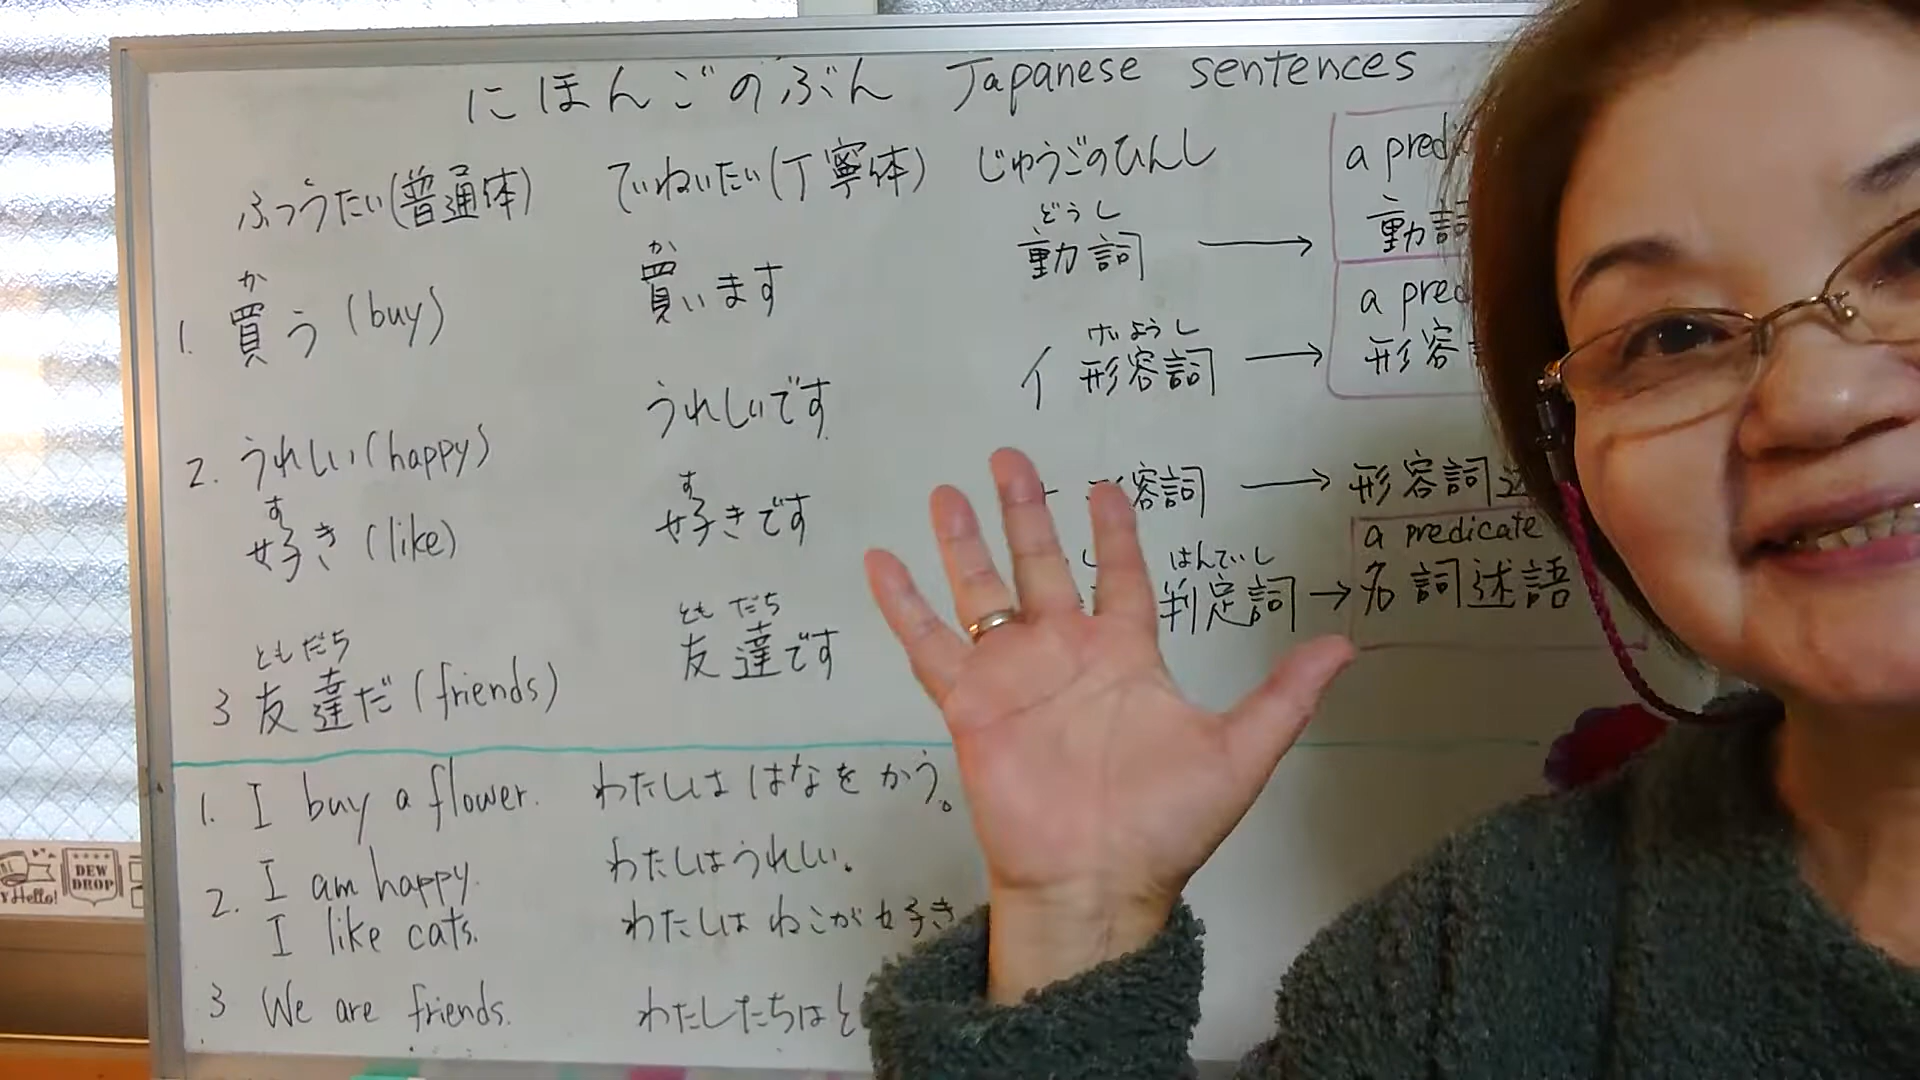 にほんごのぶん Japanese sentences
ふつうたい(普通体) ていねいたい(丁寧体) じゅつごのひんし
か
1. 買う (buy)
か
買います
どうし
動詞 →
a predi
動詞
2. うれしい (happy)
うれしいです
けいようし
イ形容詞 →
a pred
形容
す
好き (like)
す
好きです
容詞 → 形容詞
ともだち
3 友達だ (friends)
ともだち
友達です
はんていし
判定詞 →
a predicate
名詞述語
1. I buy a flower. わたしは はなを かう。
2. I am happy. わたしはうれしい。
I like cats. わたしは ねこが 好き
3 We are friends. わたしたちはと
DEW
DROP
Hello!